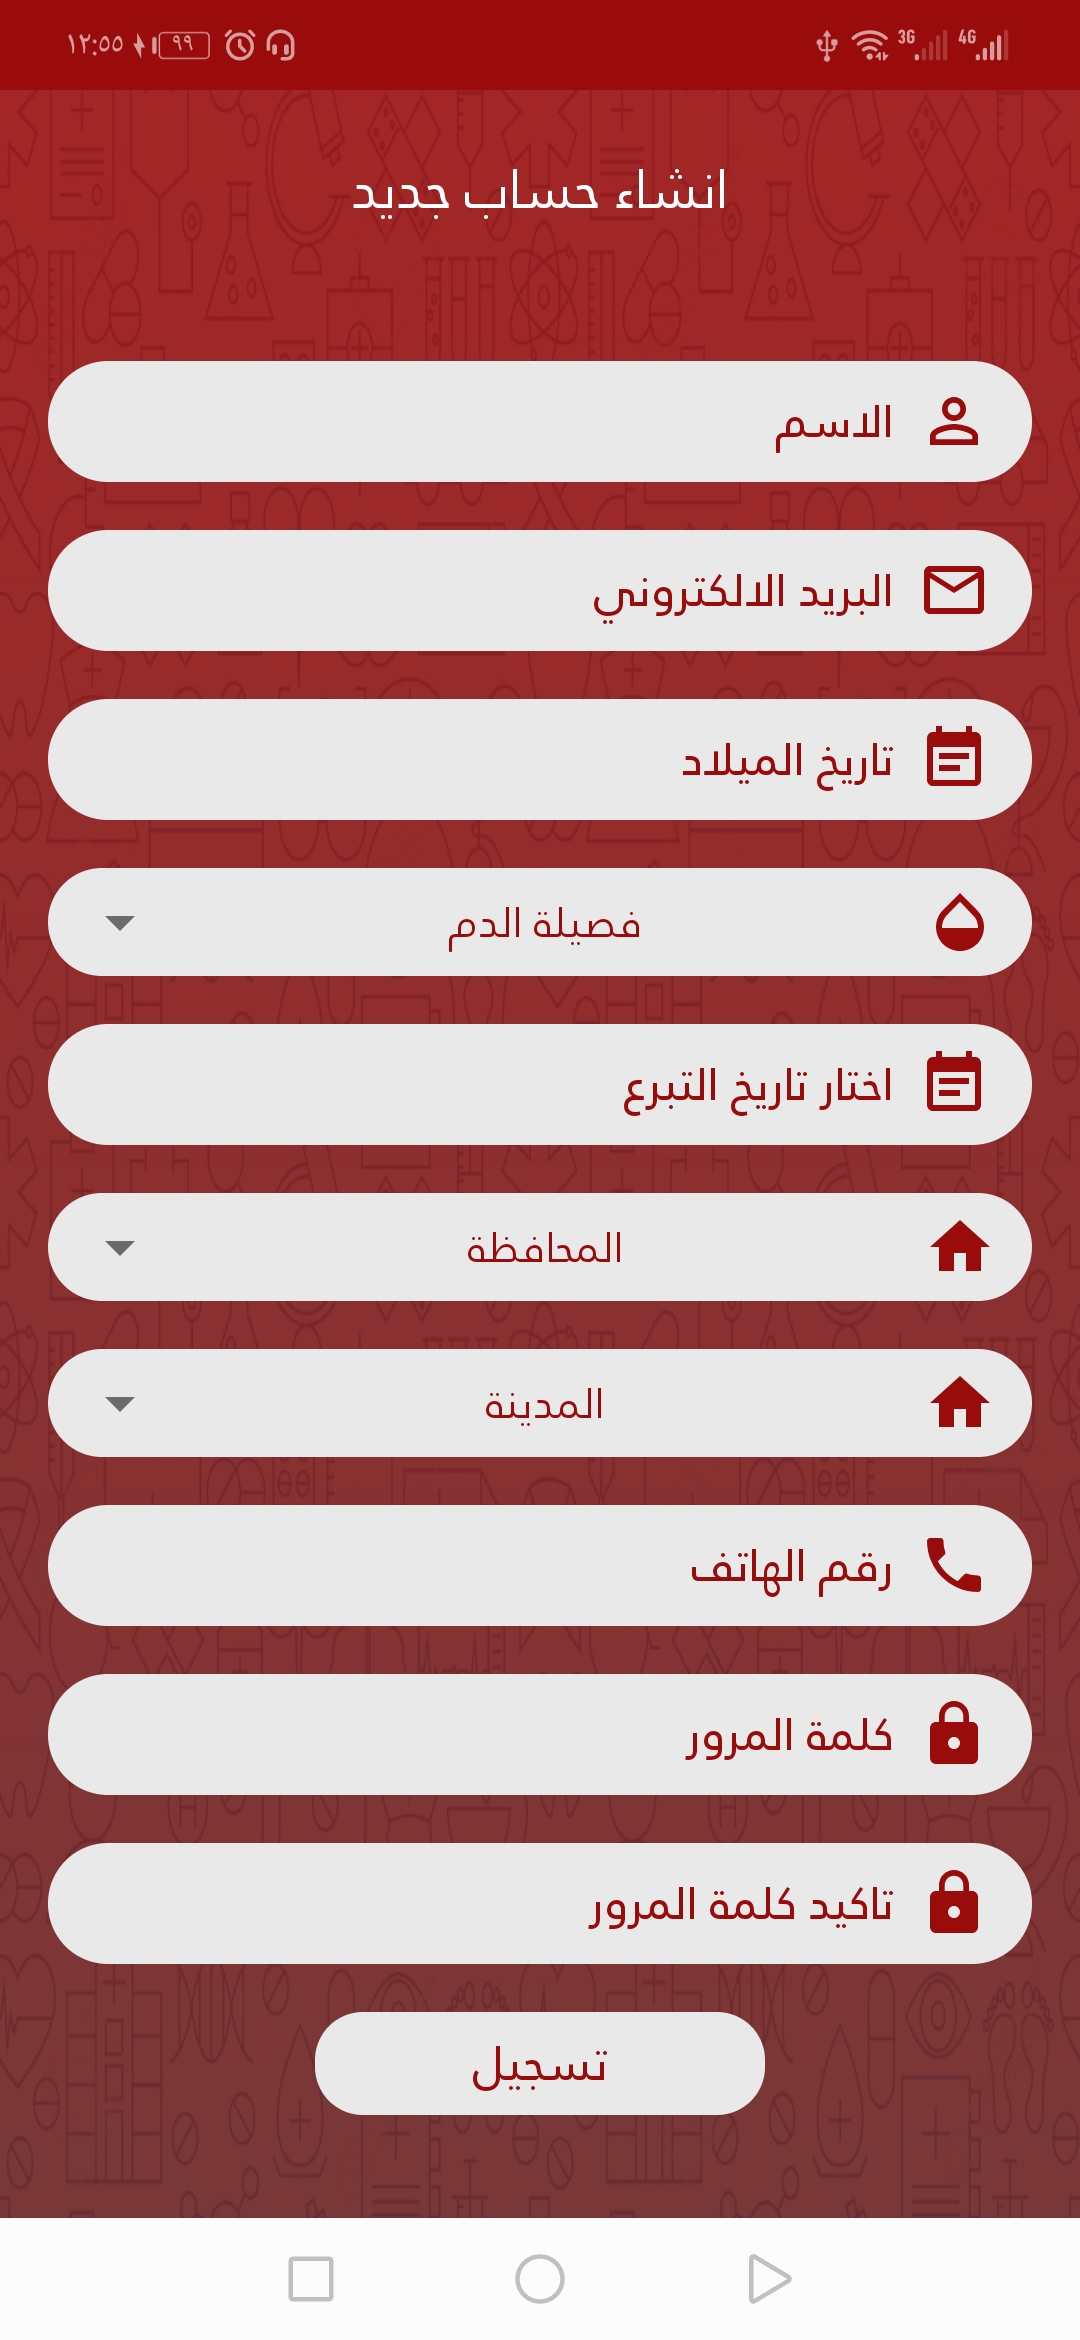 ١٢:٥٥ ٩٩ 3G 4G
انشاء حساب جديد
الاسم
البريد الالكتروني
تاريخ الميلاد
فصيلة الدم
اختار تاريخ التبرع
المحافظة
المدينة
رقم الهاتف
كلمة المرور
تاكيد كلمة المرور
تسجيل